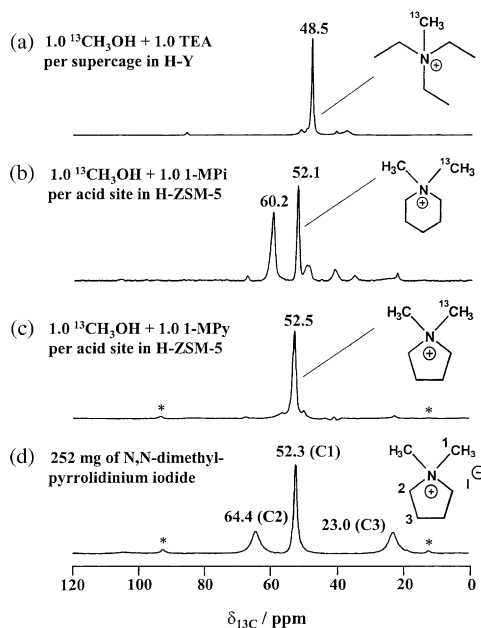 (a) 1.0 ¹³CH₃OH + 1.0 TEA
per supercage in H-Y
48.5
¹³CH₃
N
⊕
(b) 1.0 ¹³CH₃OH + 1.0 1-MPi
per acid site in H-ZSM-5
60.2
52.1
H₃C ¹³CH₃
N
⊕
(c) 1.0 ¹³CH₃OH + 1.0 1-MPy
per acid site in H-ZSM-5
52.5
H₃C ¹³CH₃
N
⊕
* *
(d) 252 mg of N,N-dimethyl-
pyrrolidinium iodide
52.3 (C1)
64.4 (C2)
23.0 (C3)
1
H₃C CH₃
N
⊕
I⊖
2
3
* *
120 100 80 60 40 20 0
δ₁₃C / ppm